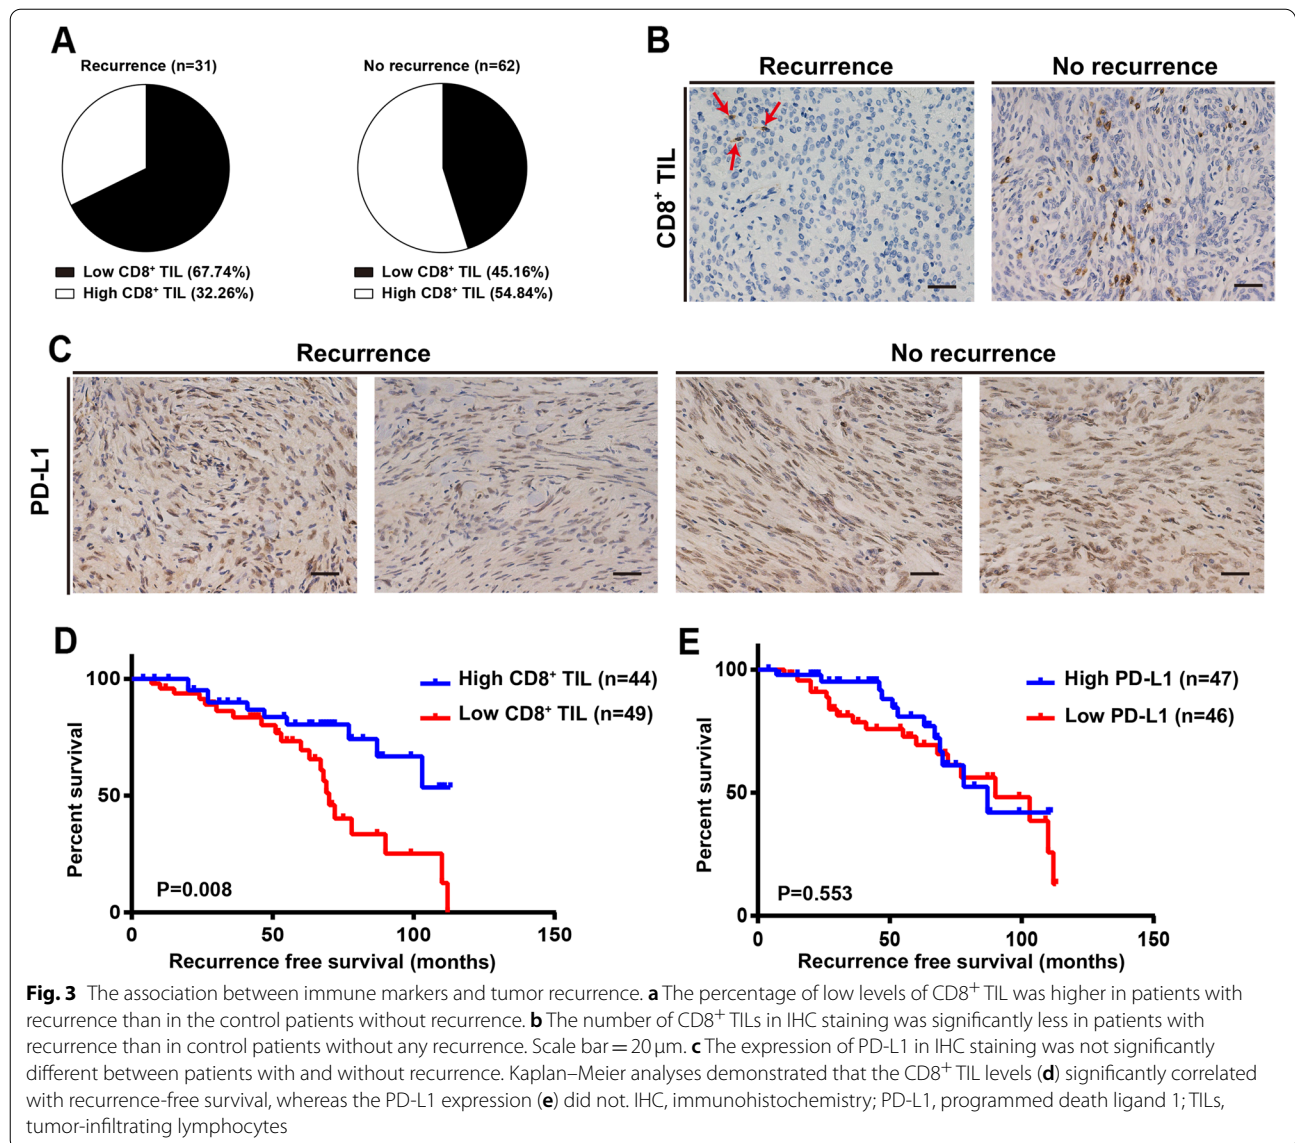 A
Recurrence (n=31)
No recurrence (n=62)
Low CD8⁺ TIL (67.74%)
High CD8⁺ TIL (32.26%)
Low CD8⁺ TIL (45.16%)
High CD8⁺ TIL (54.84%)
B
Recurrence
No recurrence
CD8⁺ TIL
C
Recurrence
No recurrence
PD-L1
D
100
50
0
Percent survival
High CD8⁺ TIL (n=44)
Low CD8⁺ TIL (n=49)
P=0.008
0 50 100 150
Recurrence free survival (months)
E
100
50
0
Percent survival
High PD-L1 (n=47)
Low PD-L1 (n=46)
P=0.553
0 50 100 150
Recurrence free survival (months)
Fig. 3 The association between immune markers and tumor recurrence. a The percentage of low levels of CD8⁺ TIL was higher in patients with
recurrence than in the control patients without recurrence. b The number of CD8⁺ TILs in IHC staining was significantly less in patients with
recurrence than in control patients without any recurrence. Scale bar = 20 μm. c The expression of PD-L1 in IHC staining was not significantly
different between patients with and without recurrence. Kaplan–Meier analyses demonstrated that the CD8⁺ TIL levels (d) significantly correlated
with recurrence-free survival, whereas the PD-L1 expression (e) did not. IHC, immunohistochemistry; PD-L1, programmed death ligand 1; TILs,
tumor-infiltrating lymphocytes